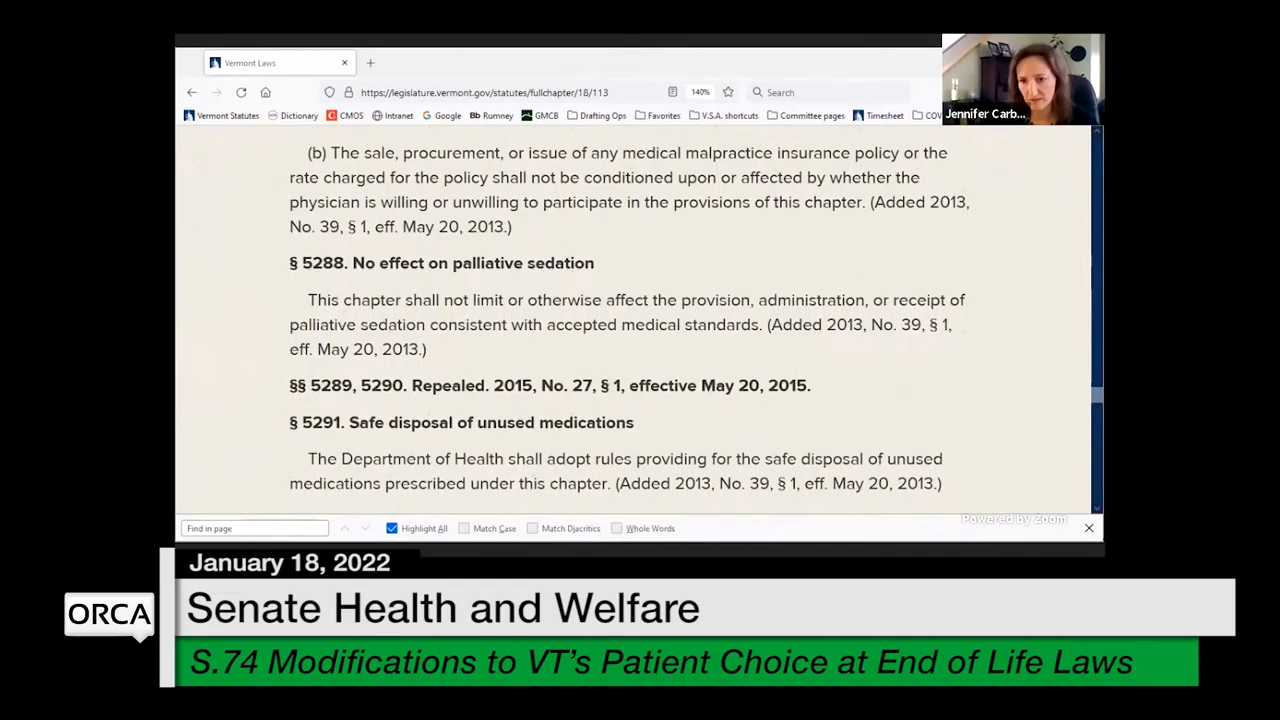 Vermont Laws
https://legislature.vermont.gov/statutes/fullchapter/18/113
140%
Search
Vermont Statutes
Dictionary
CMOS
Intranet
Google
Bb Rumney
GMCB
Drafting Ops
Favorites
V.S.A. shortcuts
Committee pages
Timesheet
COV
Jennifer Carb...
(b) The sale, procurement, or issue of any medical malpractice insurance policy or the
rate charged for the policy shall not be conditioned upon or affected by whether the
physician is willing or unwilling to participate in the provisions of this chapter. (Added 2013,
No. 39, § 1, eff. May 20, 2013.)
§ 5288. No effect on palliative sedation
This chapter shall not limit or otherwise affect the provision, administration, or receipt of
palliative sedation consistent with accepted medical standards. (Added 2013, No. 39, § 1,
eff. May 20, 2013.)
§§ 5289, 5290. Repealed. 2015, No. 27, § 1, effective May 20, 2015.
§ 5291. Safe disposal of unused medications
The Department of Health shall adopt rules providing for the safe disposal of unused
medications prescribed under this chapter. (Added 2013, No. 39, § 1, eff. May 20, 2013.)
Powered by Zoom
Find in page
Highlight All
Match Case
Match Diacritics
Whole Words
January 18, 2022
ORCA
Senate Health and Welfare
S.74 Modifications to VT's Patient Choice at End of Life Laws